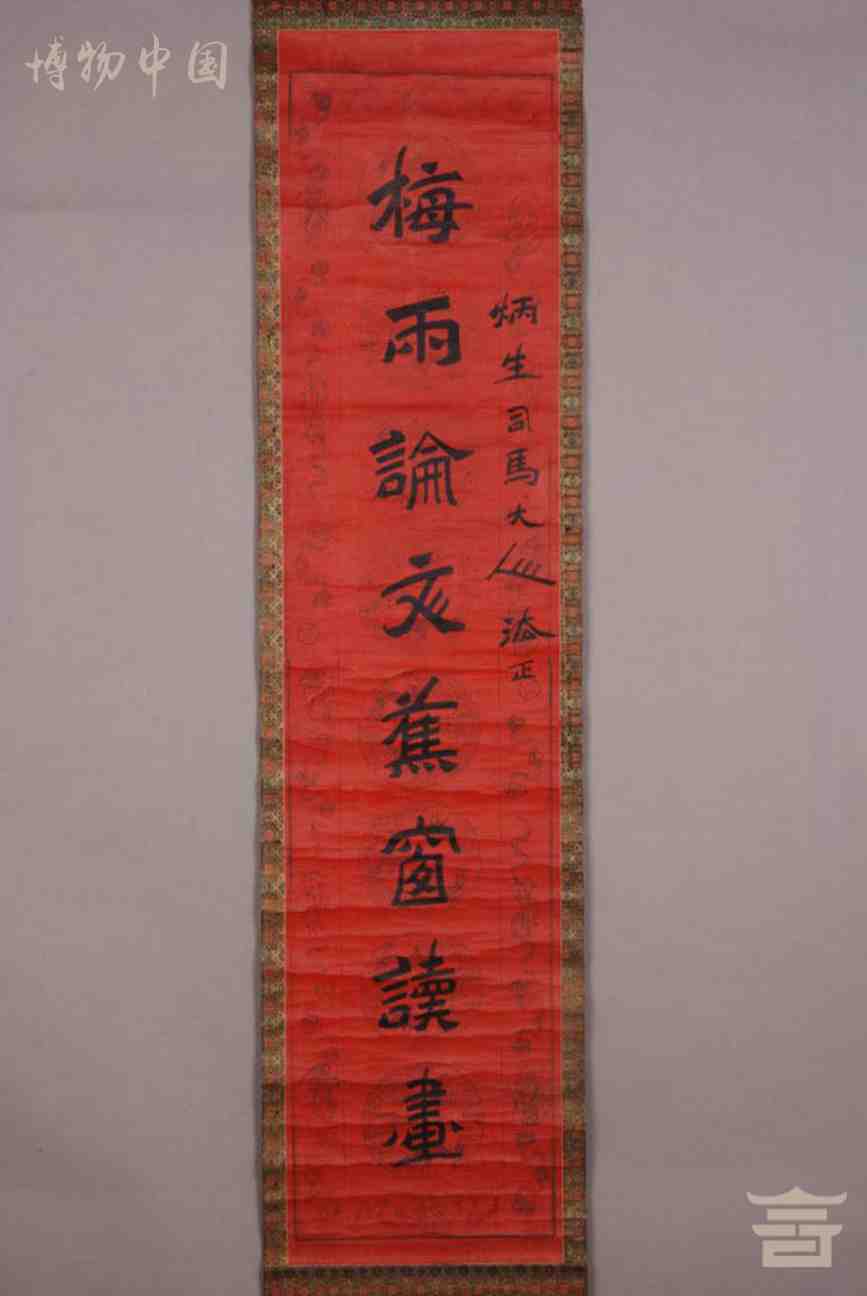 博物中国
炳生司馬大人法正
梅雨論文蕉窗讀畫